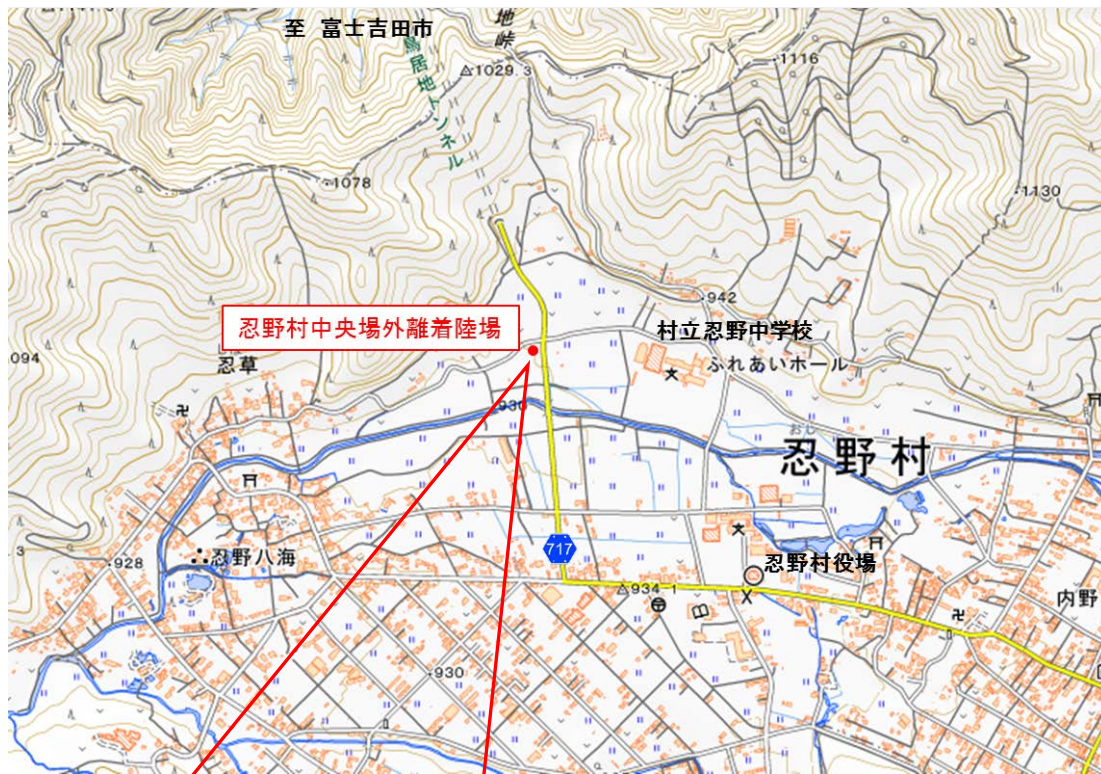 至 富士吉田市
地峠
鳥居地トンネル
1029.3
1116
1078
1130
942
忍野村中央場外離着陸場
村立忍野中学校
ふれあいホール
094
忍草
930
おし
忍野村
717
忍野八海
928
忍野村役場
934.1
内野
930